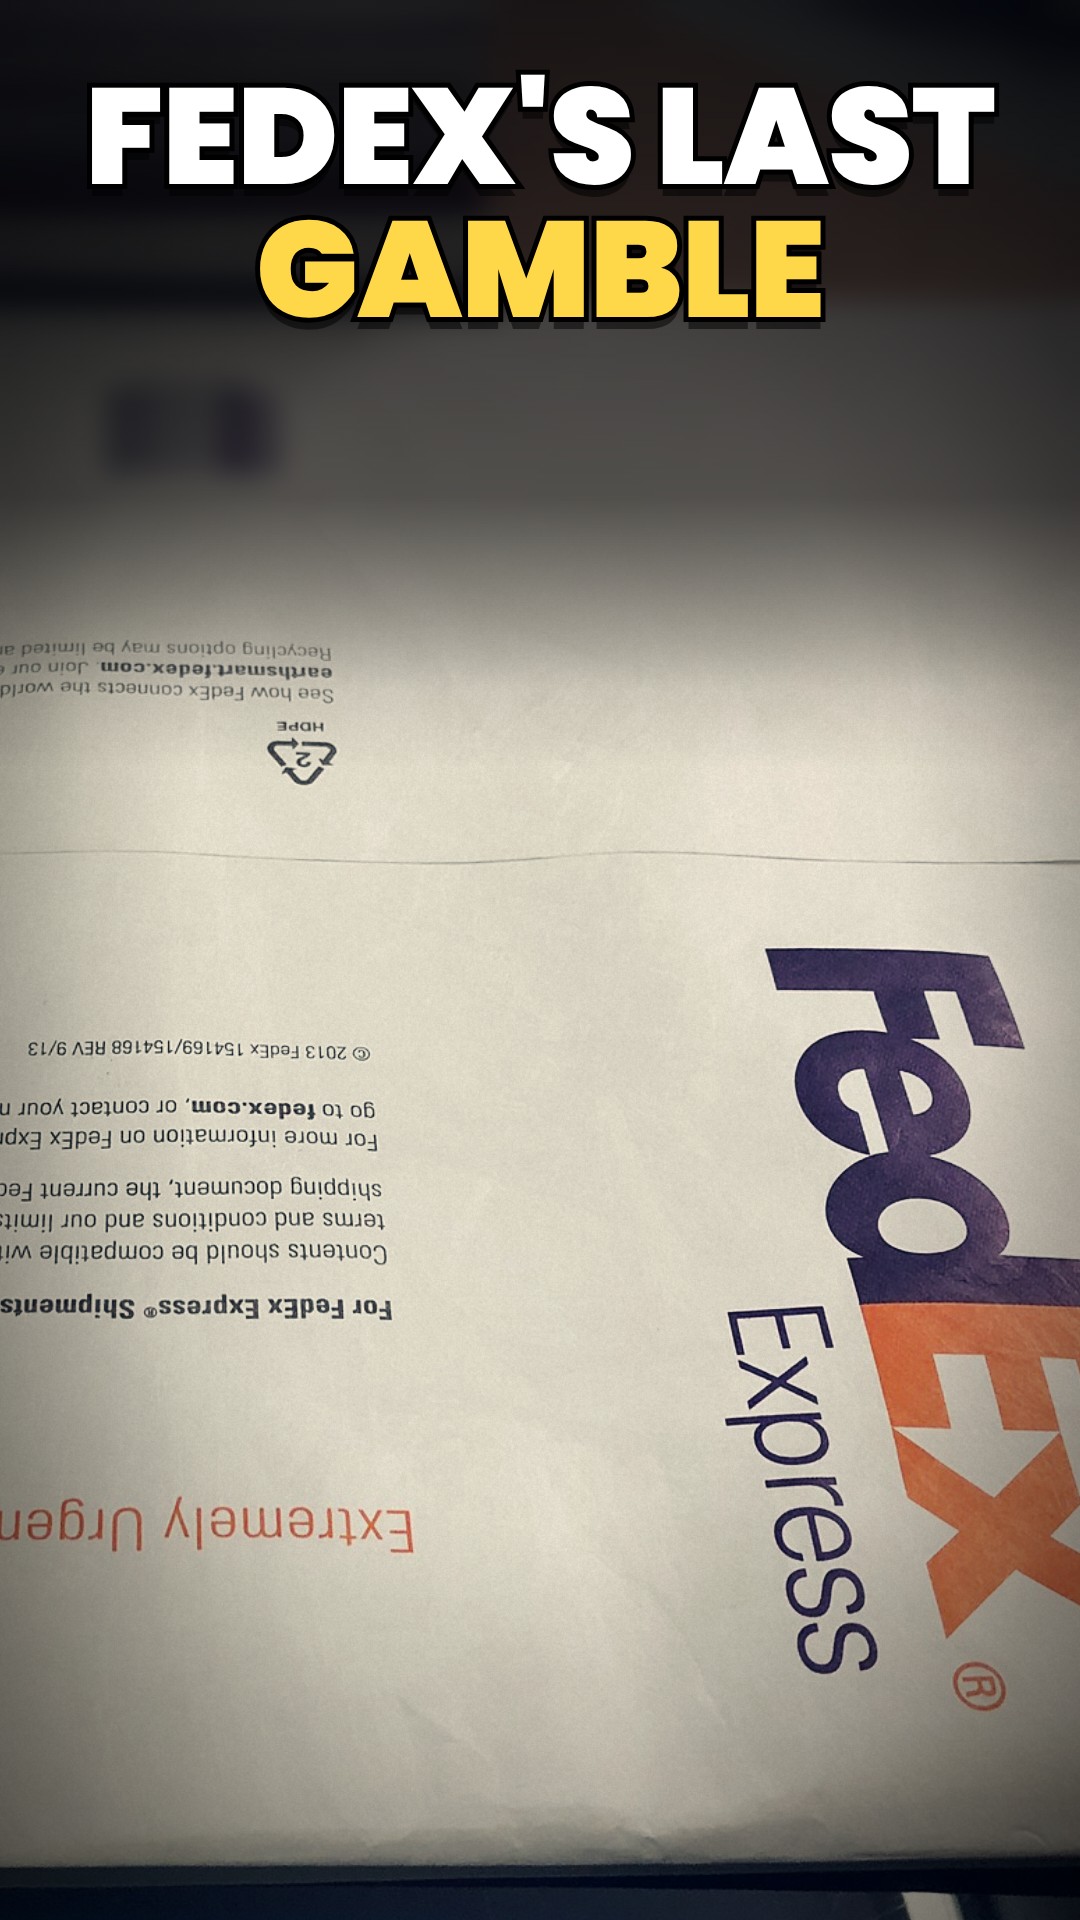 FEDEX'S LAST
GAMBLE
FedEx®
Express
Extremely
For FedEx Express® Shipments
Contents should be compatible
terms and conditions and our
shipping document, the current
For more information on FedEx
go to fedex.com, or contact your
© 2013 FedEx 154169/154168 REV 9/13
2
HDPE
See how FedEx connects the
earthsmart.fedex.com. Join our
Recycling options may be limited